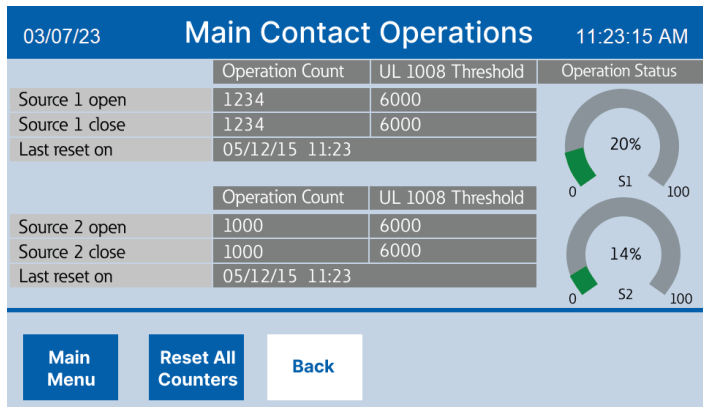 03/07/23 Main Contact Operations 11:23:15 AM
Operation Count UL 1008 Threshold Operation Status
Source 1 open 1234 6000
Source 1 close 1234 6000
Last reset on 05/12/15 11:23
20%
S1
0 100
Operation Count UL 1008 Threshold
Source 2 open 1000 6000
Source 2 close 1000 6000
Last reset on 05/12/15 11:23
14%
S2
0 100
Main Menu
Reset All Counters
Back